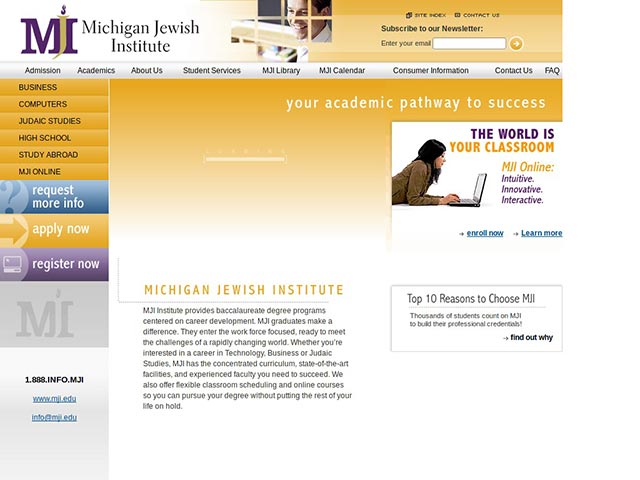 MJI Michigan Jewish
Institute
SITE INDEX CONTACT US
Subscribe to our Newsletter:
Enter your email
Admission Academics About Us Student Services MJI Library MJI Calendar Consumer Information Contact Us FAQ
BUSINESS
COMPUTERS
JUDAIC STUDIES
HIGH SCHOOL
STUDY ABROAD
MJI ONLINE
request
more info
apply now
register now
MJI
1.888.INFO.MJI
www.mji.edu
info@mji.edu
your academic pathway to success
LOADING
THE WORLD IS
YOUR CLASSROOM
MJI Online:
Intuitive.
Innovative.
Interactive.
enroll now Learn more
MICHIGAN JEWISH INSTITUTE
MJI Institute provides baccalaureate degree programs
centered on career development. MJI graduates make a
difference. They enter the work force focused, ready to meet
the challenges of a rapidly changing world. Whether you're
interested in a career in Technology, Business or Judaic
Studies, MJI has the concentrated curriculum, state-of-the-art
facilities, and experienced faculty you need to succeed. We
also offer flexible classroom scheduling and online courses
so you can pursue your degree without putting the rest of your
life on hold.
Top 10 Reasons to Choose MJI
Thousands of students count on MJI
to build their professional credentials!
find out why